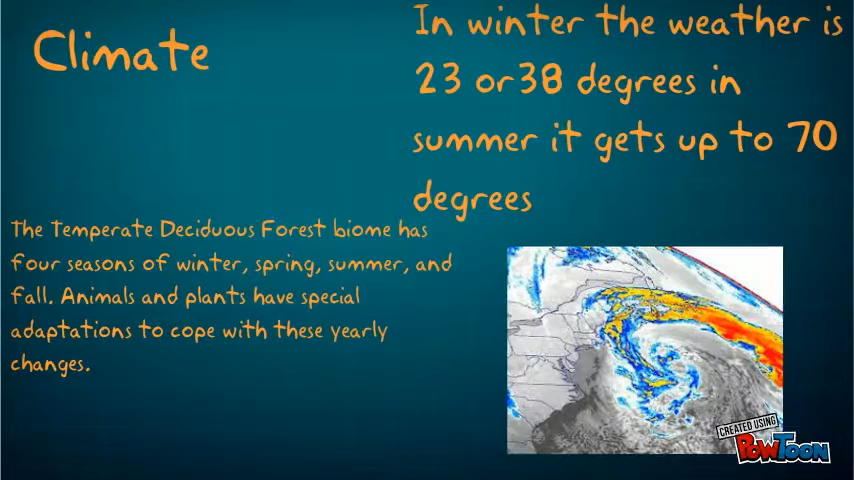 Climate
In winter the weather is
23 or 38 degrees in
summer it gets up to 70
degrees
The Temperate Deciduous Forest biome has
four seasons of winter, spring, summer, and
fall. Animals and plants have special
adaptations to cope with these yearly
changes.
CREATED USING
POWTOON